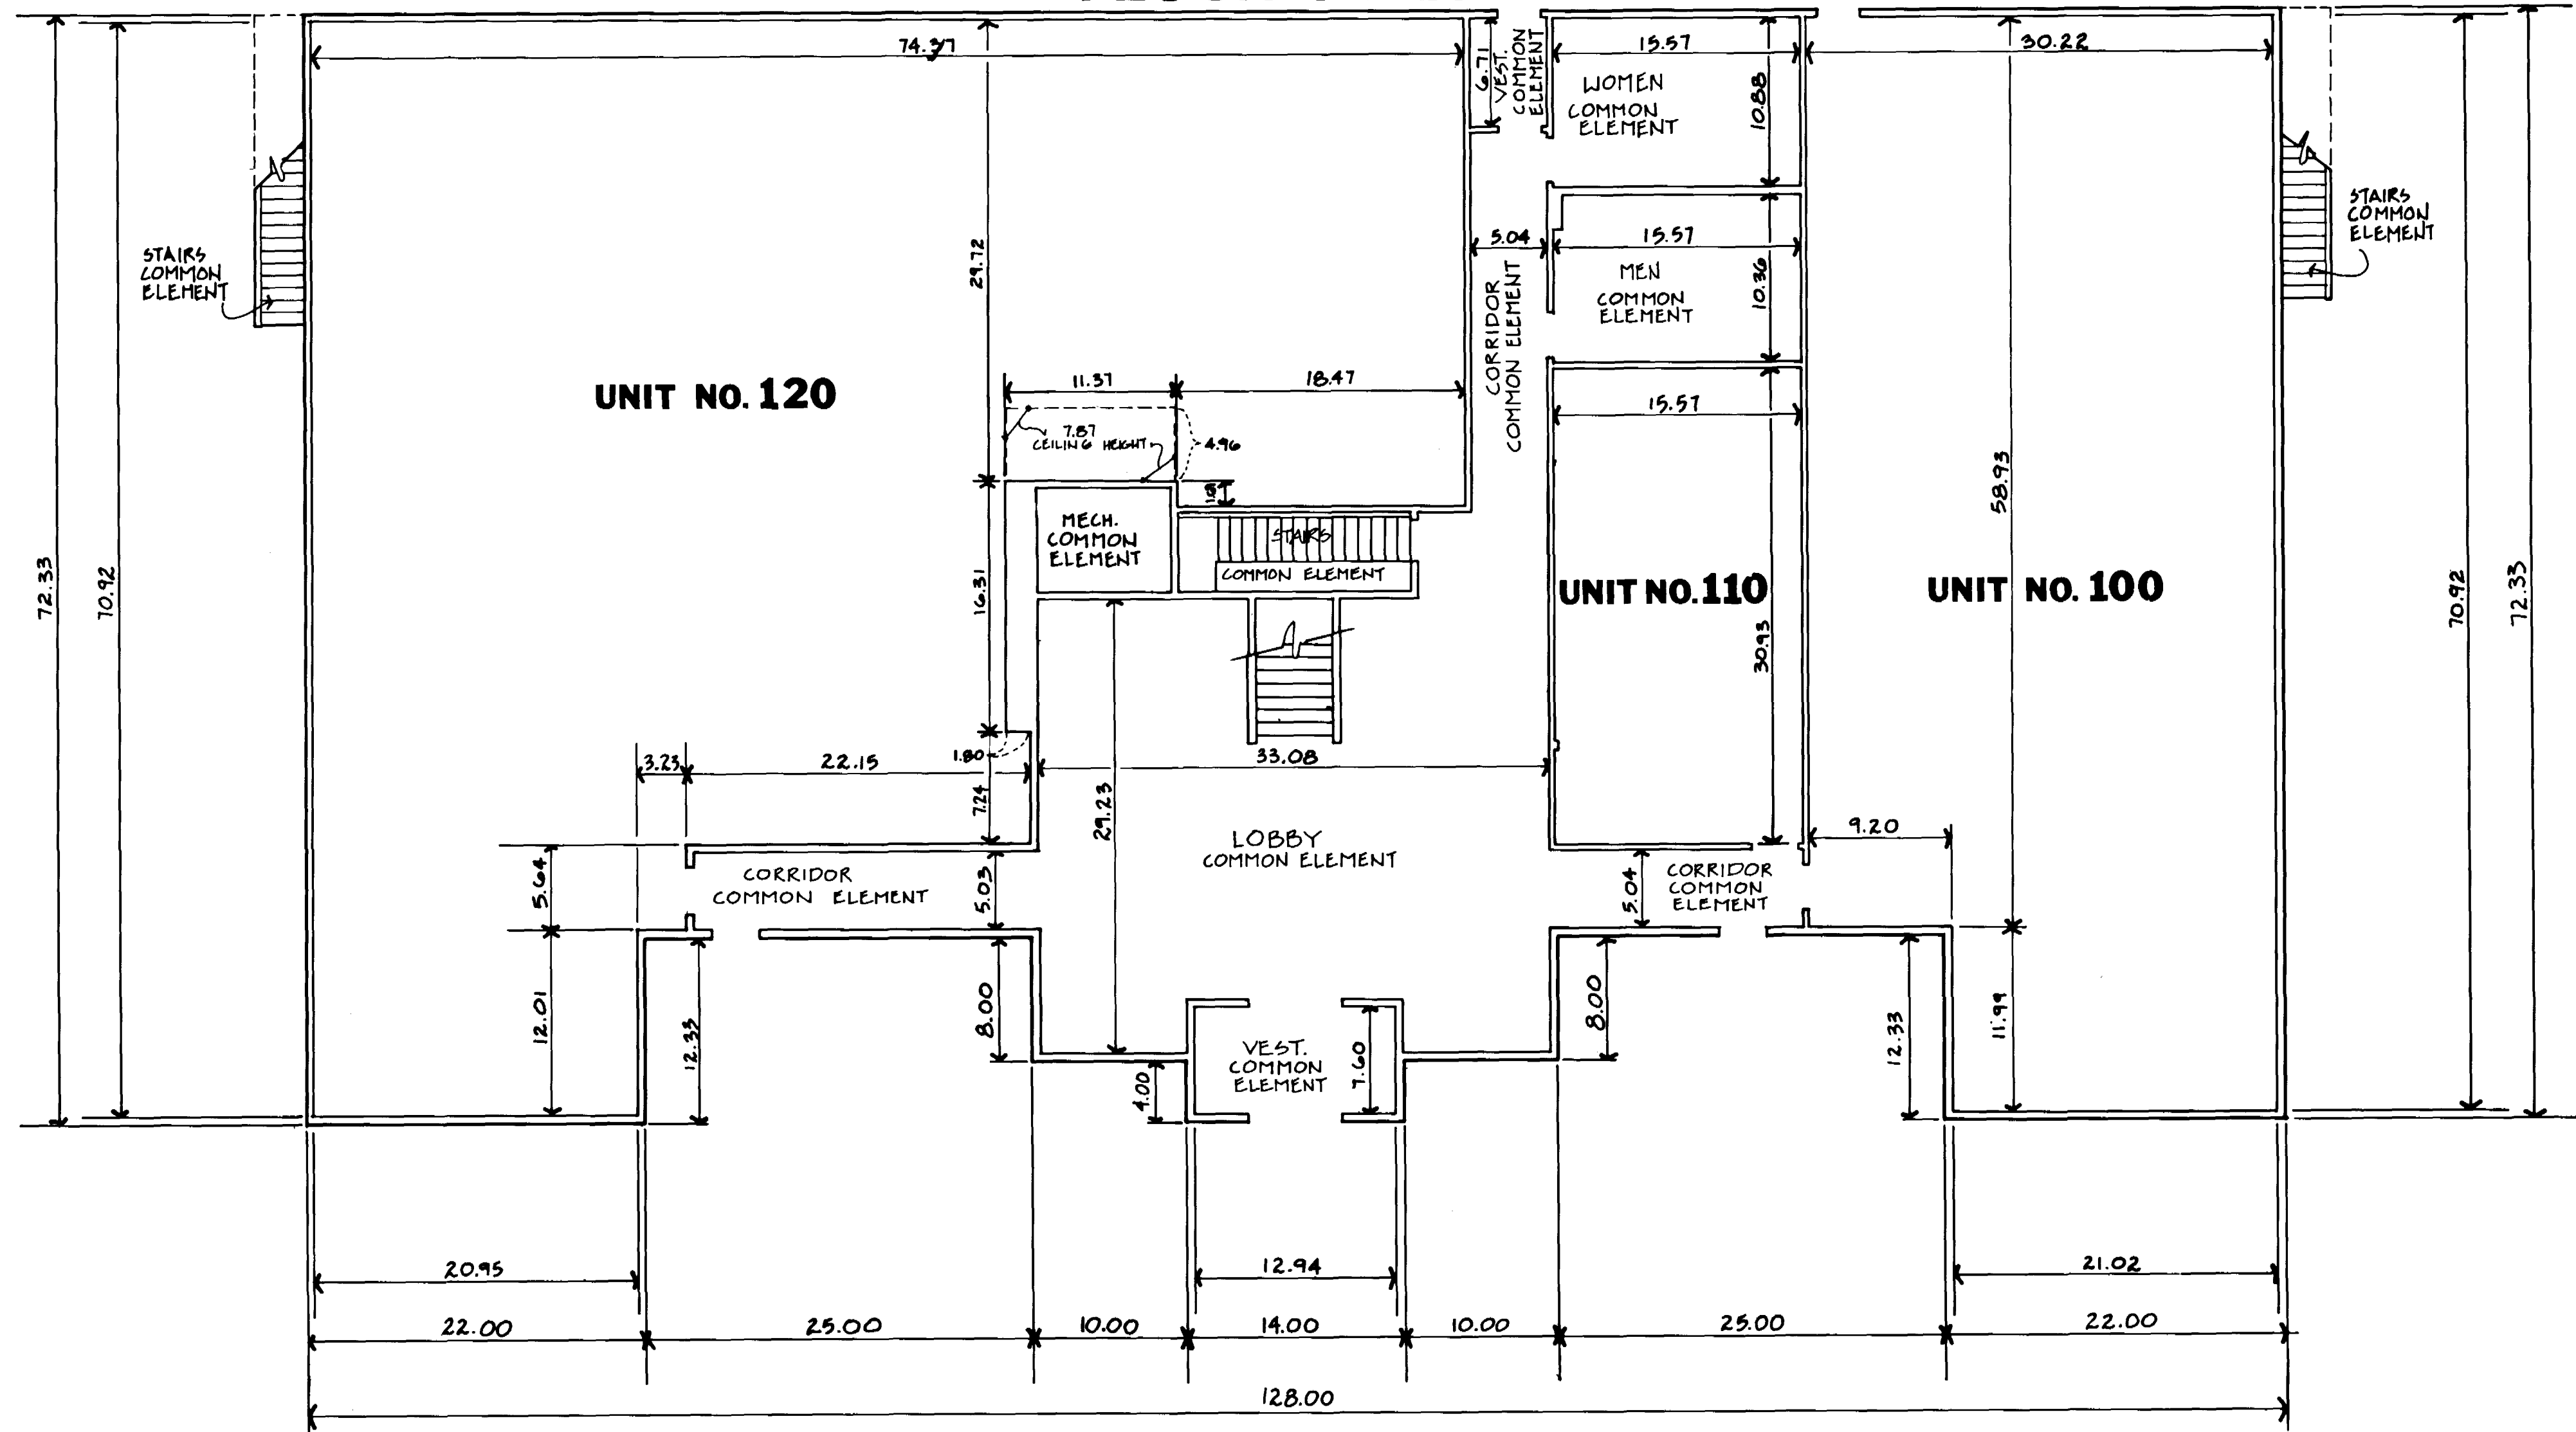 74.37
6.71
VEST.
COMMON
ELEMENT
15.57
30.22
WOMEN
COMMON
ELEMENT
10.88
STAIRS
COMMON
ELEMENT
29.72
5.04
15.57
MEN
COMMON
ELEMENT
10.36
STAIRS
COMMON
ELEMENT
CORRIDOR
COMMON ELEMENT
UNIT NO. 120
11.37
18.47
7.87
CEILING HEIGHT
4.96
15.57
58.93
MECH.
COMMON
ELEMENT
STAIRS
COMMON ELEMENT
UNIT NO. 110
UNIT NO. 100
72.33
70.92
16.31
30.93
70.92
72.33
3.23
22.15
1.80
33.08
7.24
29.23
LOBBY
COMMON ELEMENT
9.20
5.64
CORRIDOR
COMMON ELEMENT
5.03
5.04
CORRIDOR
COMMON
ELEMENT
12.01
12.33
8.00
4.00
VEST.
COMMON
ELEMENT
7.60
8.00
12.33
11.99
20.95
12.94
21.02
22.00
25.00
10.00
14.00
10.00
25.00
22.00
128.00